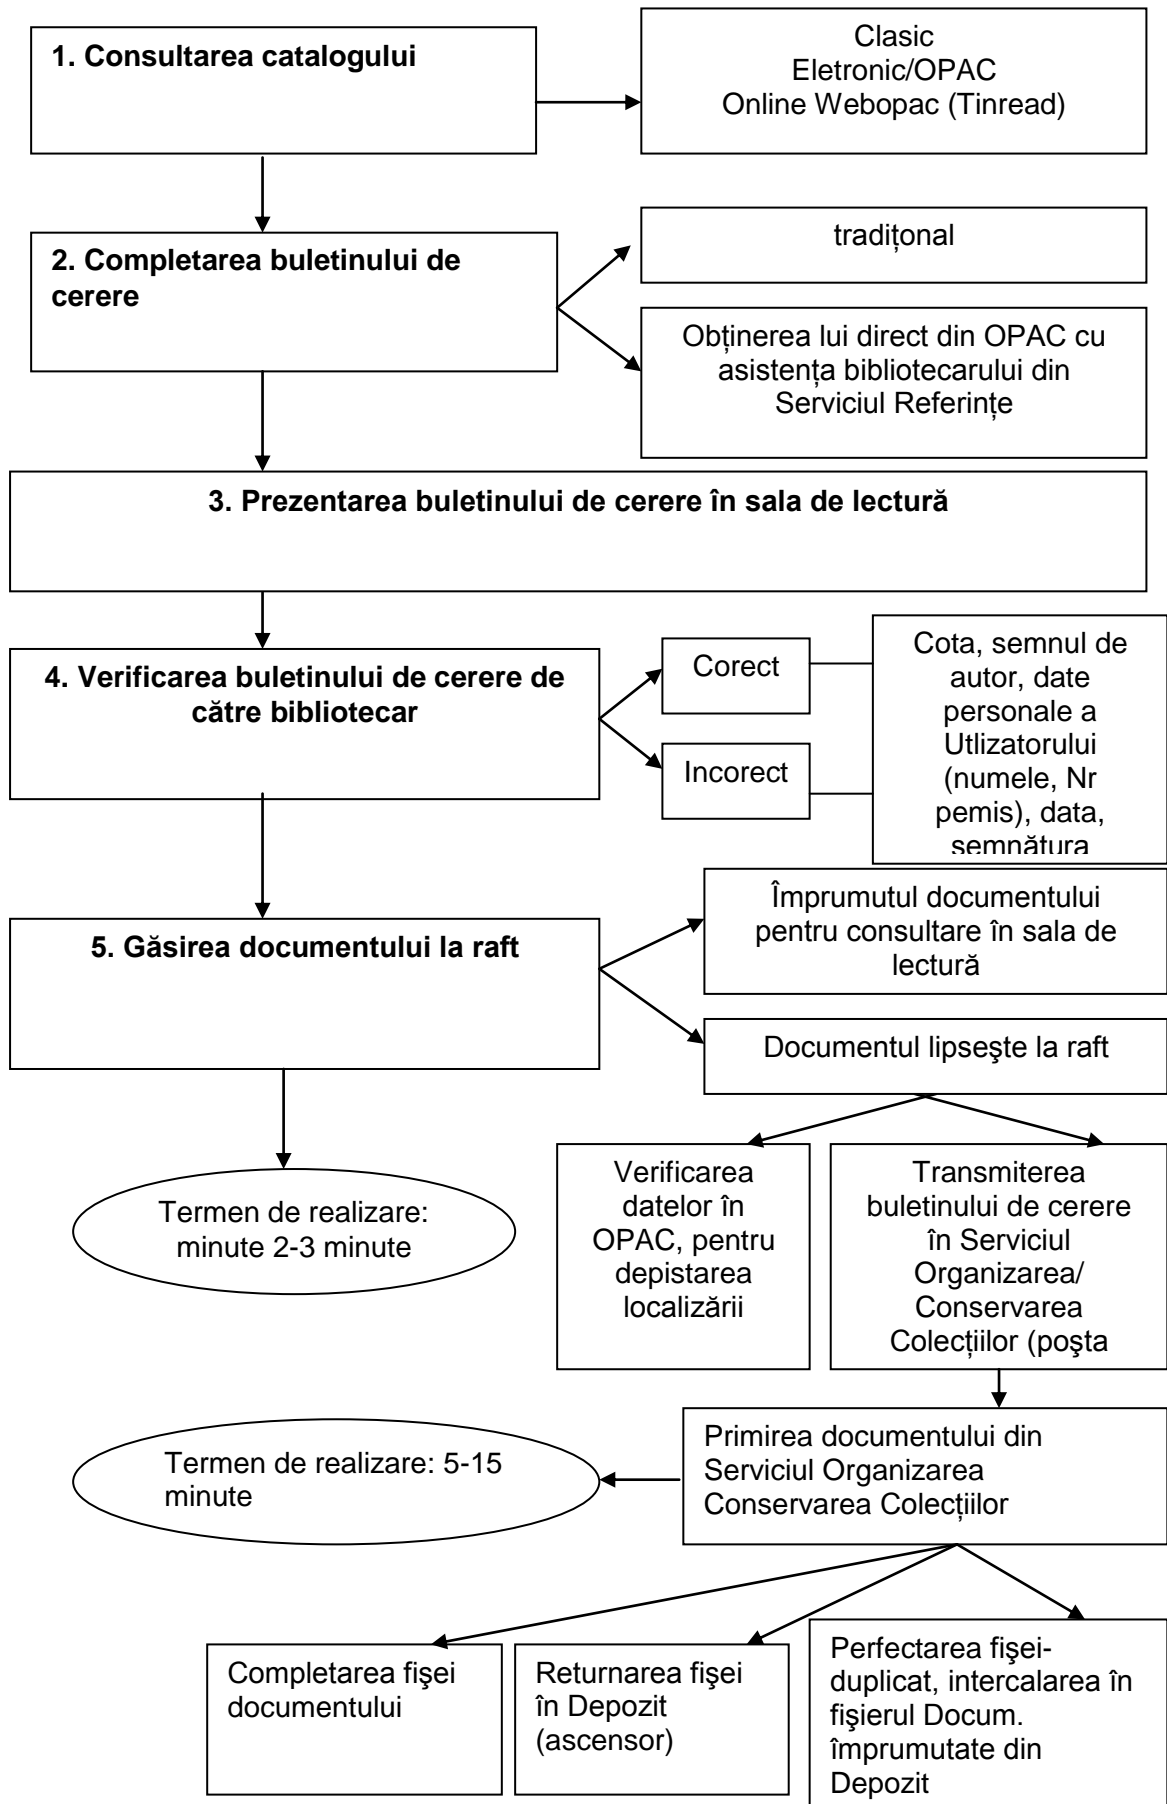 1. Consultarea catalogului
Clasic
Eletronic/OPAC
Online Webopac (Tinread)
2. Completarea buletinului de
cerere
tradițonal
Obținerea lui direct din OPAC cu
asistența bibliotecarului din
Serviciul Referințe
3. Prezentarea buletinului de cerere în sala de lectură
4. Verificarea buletinului de cerere de
către bibliotecar
Corect
Incorect
Cota, semnul de
autor, date
personale a
Utlizatorului
(numele, Nr
pemis), data,
semnătura
5. Găsirea documentului la raft
Împrumutul documentului
pentru consultare în sala de
lectură
Documentul lipseşte la raft
Termen de realizare:
minute 2-3 minute
Verificarea
datelor în
OPAC, pentru
depistarea
localizării
Transmiterea
buletinului de cerere
în Serviciul
Organizarea/
Conservarea
Colecțiilor (poşta
Primirea documentului din
Serviciul Organizarea
Conservarea Colecțiilor
Termen de realizare: 5-15
minute
Completarea fişei
documentului
Returnarea fişei
în Depozit
(ascensor)
Perfectarea fişei-
duplicat, intercalarea în
fişierul Docum.
împrumutate din
Depozit